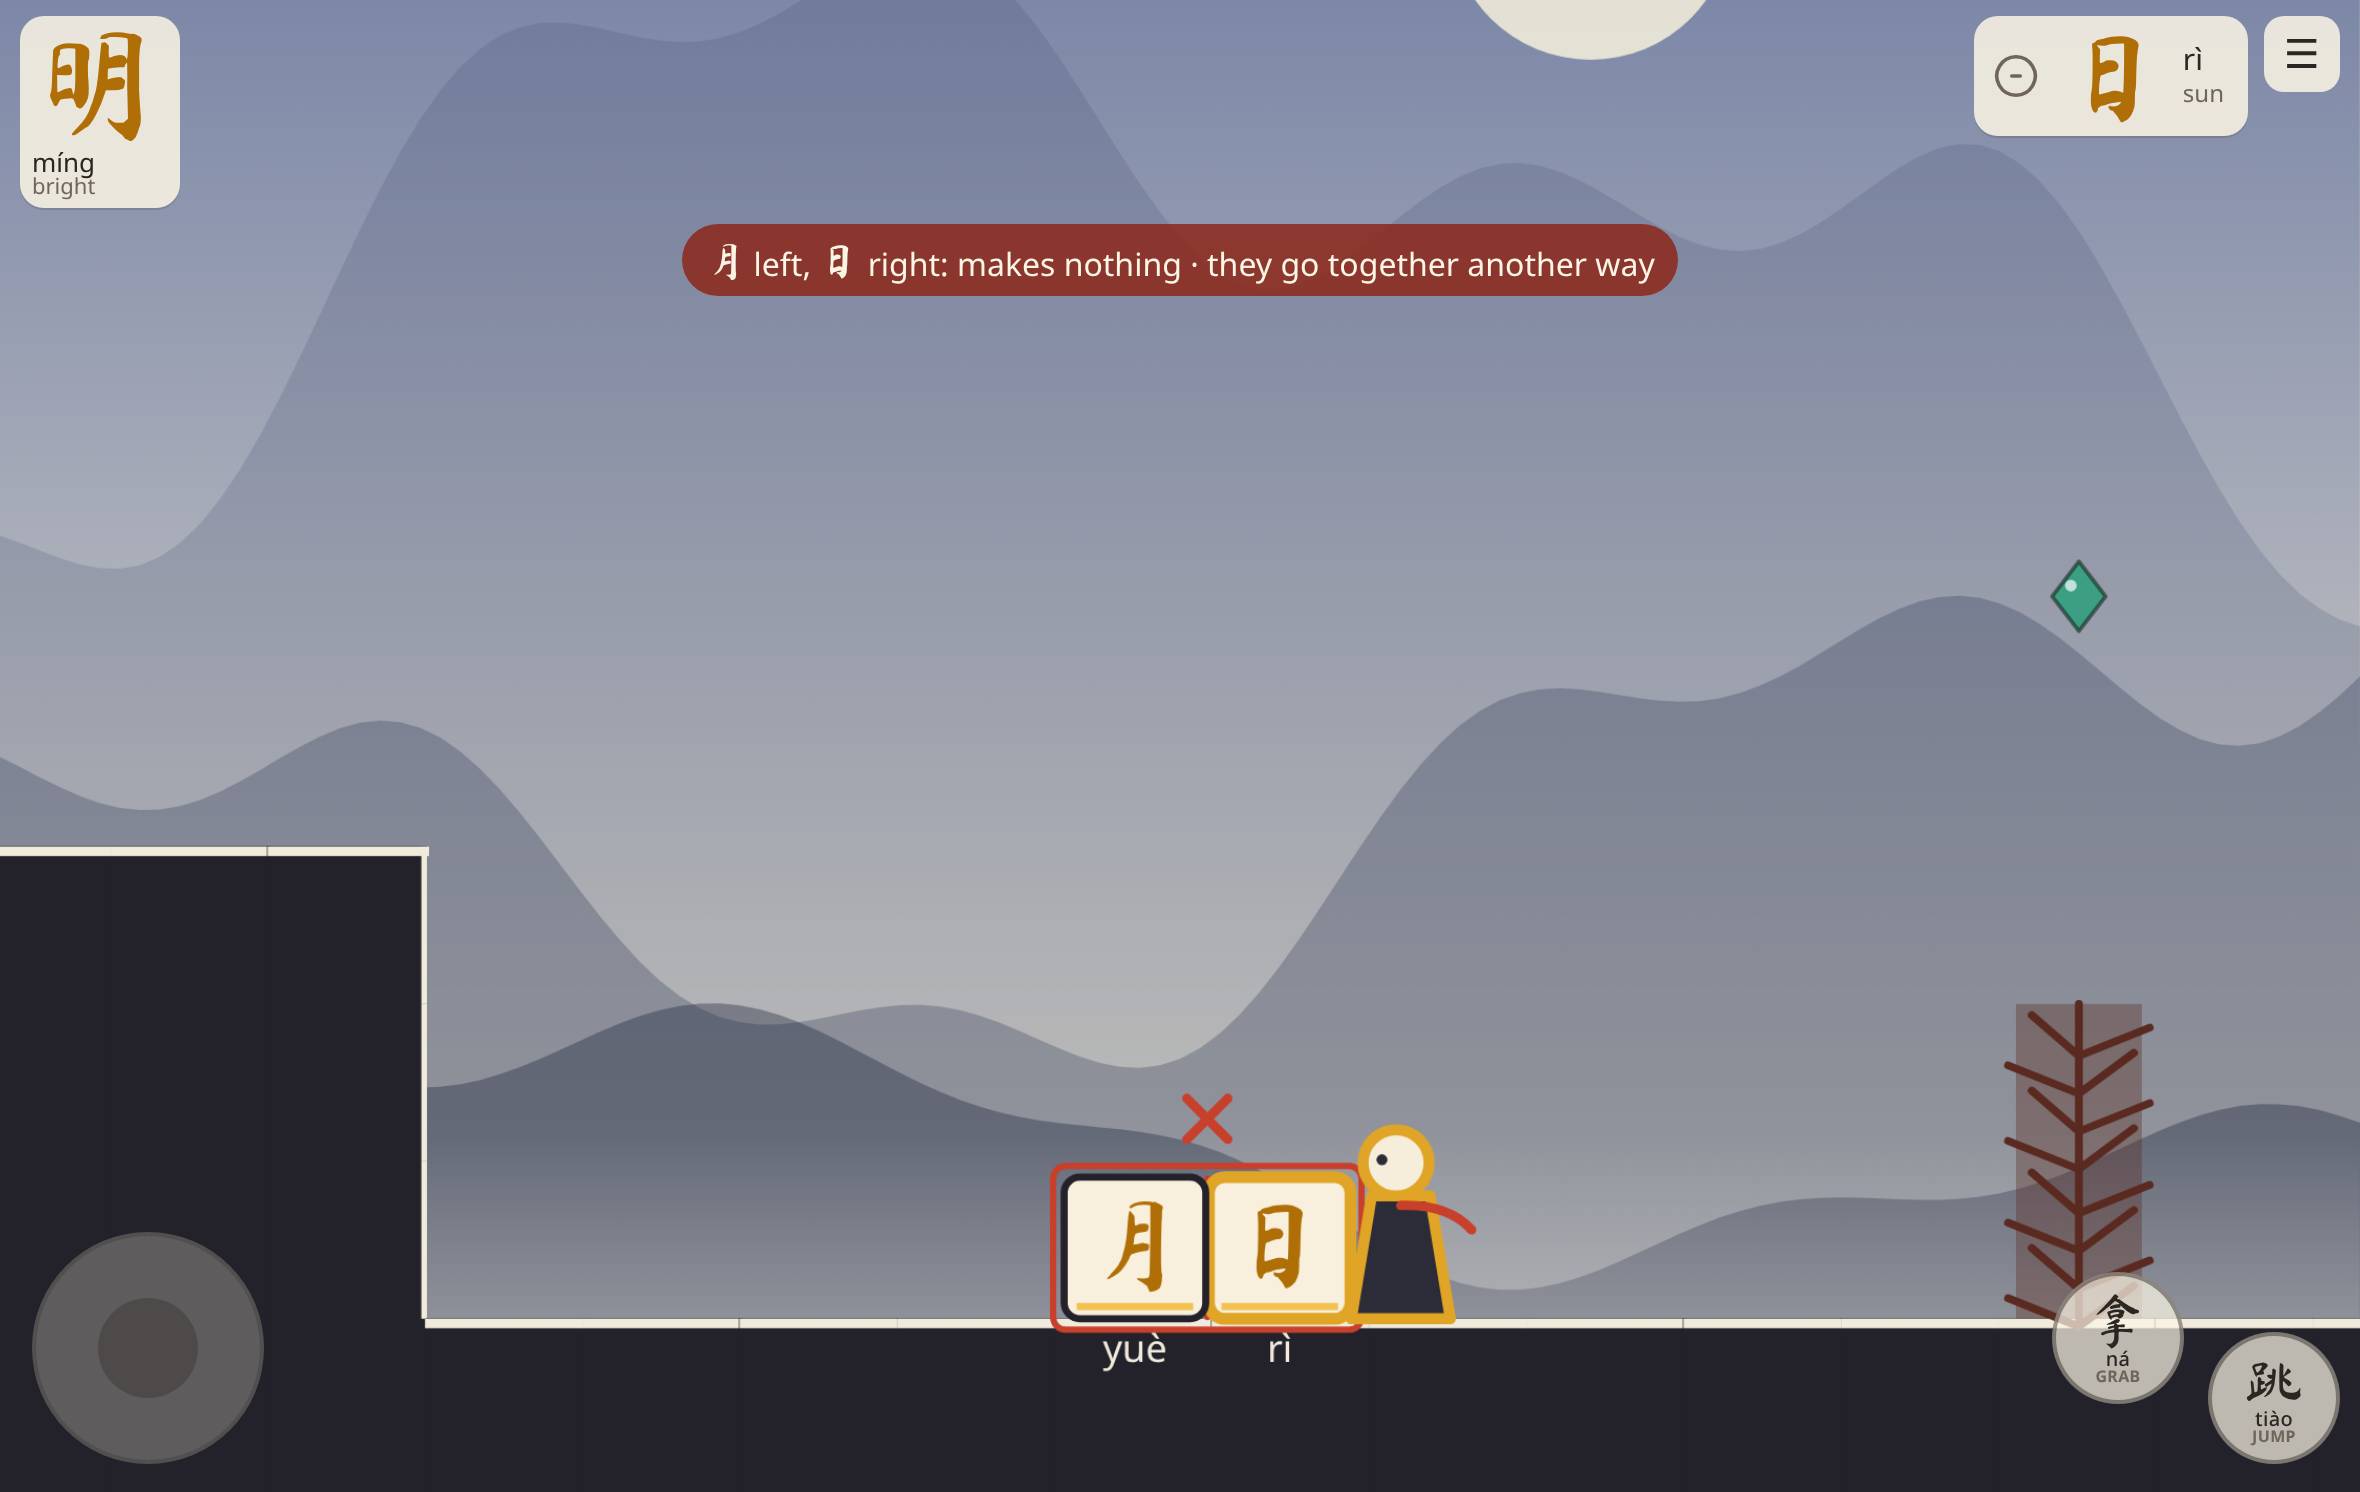 明
míng
bright
日
rì
sun
月 left, 日 right: makes nothing · they go together another way
月 日
yuè rì
拿
ná
GRAB
跳
tiào
JUMP